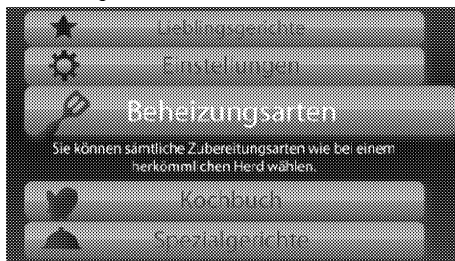 Lieblingsgerichte
Einstellungen
Beheizungsarten
Sie können sämtliche Zubereitungsarten wie bei einem
herkömmlichen Herd wählen.
Kochbuch
Spezialgerichte